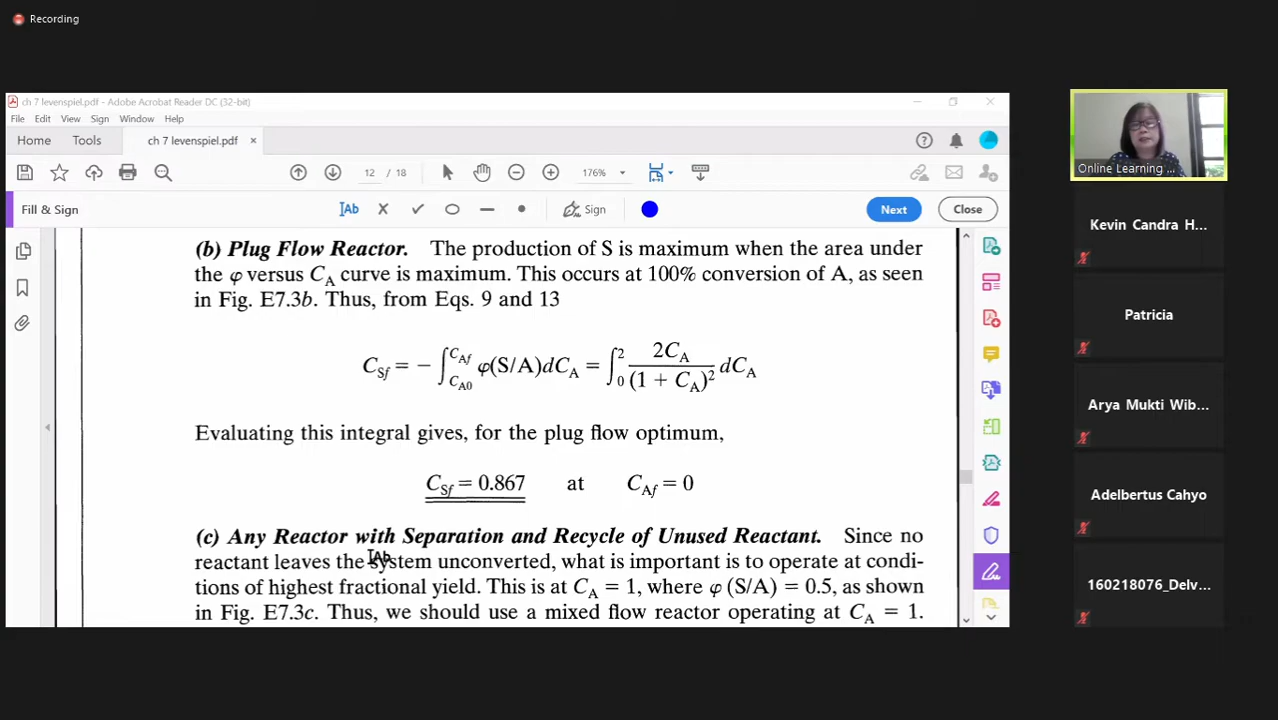 Recording
ch 7 levenspiel.pdf - Adobe Acrobat Reader DC (32-bit)
File Edit View Sign Window Help
Home Tools ch 7 levenspiel.pdf ×
12 / 18 176%
Fill & Sign Ab Sign Next Close
(b) Plug Flow Reactor. The production of S is maximum when the area under
the φ versus C_A curve is maximum. This occurs at 100% conversion of A, as seen
in Fig. E7.3b. Thus, from Eqs. 9 and 13
C_Sf = − ∫_{C_A0}^{C_Af} φ(S/A)dC_A = ∫_0^2 2C_A / (1 + C_A)^2 dC_A
Evaluating this integral gives, for the plug flow optimum,
C_Sf = 0.867 at C_Af = 0
(c) Any Reactor with Separation and Recycle of Unused Reactant. Since no
reactant leaves the system unconverted, what is important is to operate at condi-
tions of highest fractional yield. This is at C_A = 1, where φ (S/A) = 0.5, as shown
in Fig. E7.3c. Thus, we should use a mixed flow reactor operating at C_A = 1.
Online Learning ...
Kevin Candra H...
Patricia
Arya Mukti Wib...
Adelbertus Cahyo
160218076_Delv...